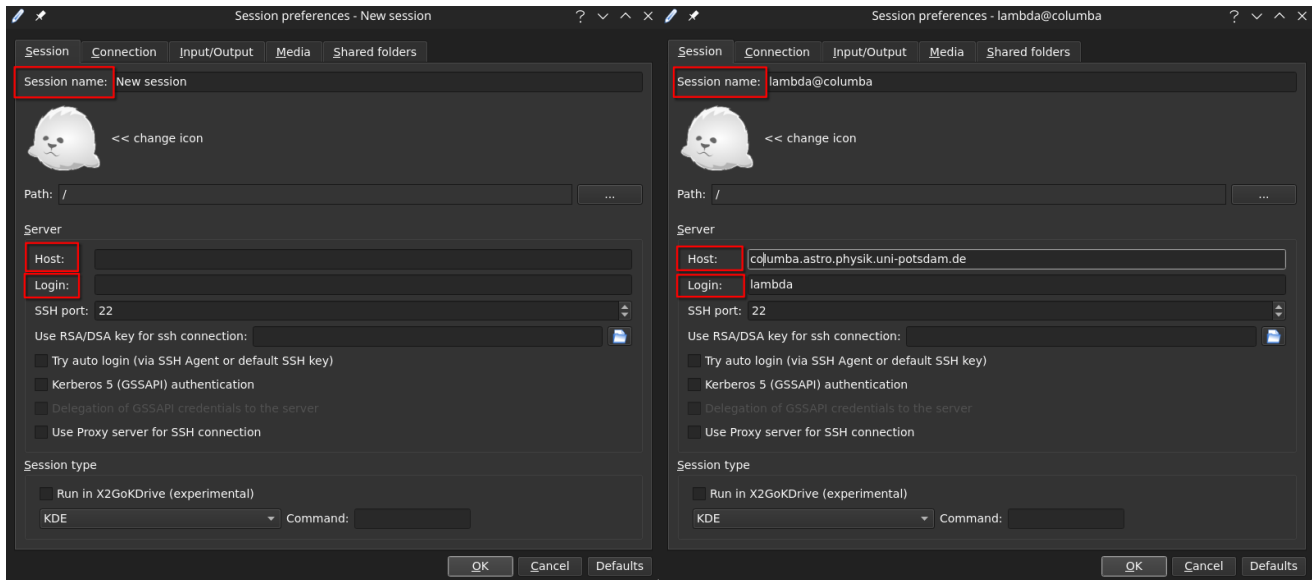 Session preferences - New session
Session Connection Input/Output Media Shared folders
Session name: New session
<< change icon
Path: / ...
Server
Host:
Login:
SSH port: 22
Use RSA/DSA key for ssh connection:
Try auto login (via SSH Agent or default SSH key)
Kerberos 5 (GSSAPI) authentication
Delegation of GSSAPI credentials to the server
Use Proxy server for SSH connection
Session type
Run in X2GoKDrive (experimental)
KDE Command:
OK Cancel Defaults
Session preferences - lambda@columba
Session Connection Input/Output Media Shared folders
Session name: lambda@columba
<< change icon
Path: / ...
Server
Host: columba.astro.physik.uni-potsdam.de
Login: lambda
SSH port: 22
Use RSA/DSA key for ssh connection:
Try auto login (via SSH Agent or default SSH key)
Kerberos 5 (GSSAPI) authentication
Delegation of GSSAPI credentials to the server
Use Proxy server for SSH connection
Session type
Run in X2GoKDrive (experimental)
KDE Command:
OK Cancel Defaults